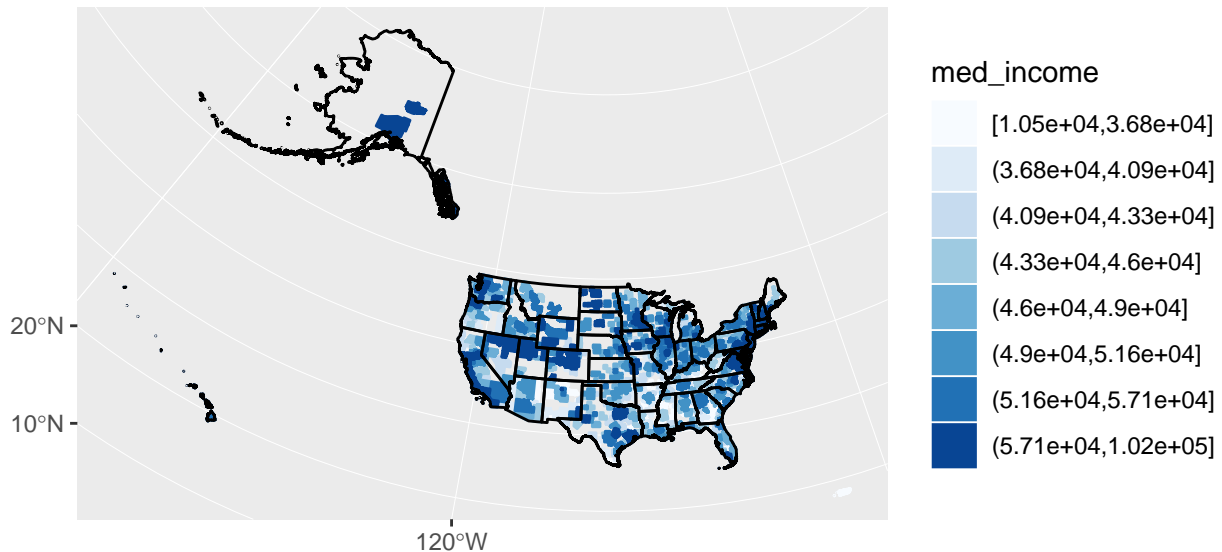 med_income
[1.05e+04,3.68e+04]
(3.68e+04,4.09e+04]
(4.09e+04,4.33e+04]
(4.33e+04,4.6e+04]
(4.6e+04,4.9e+04]
(4.9e+04,5.16e+04]
(5.16e+04,5.71e+04]
(5.71e+04,1.02e+05]
20°N
10°N
120°W